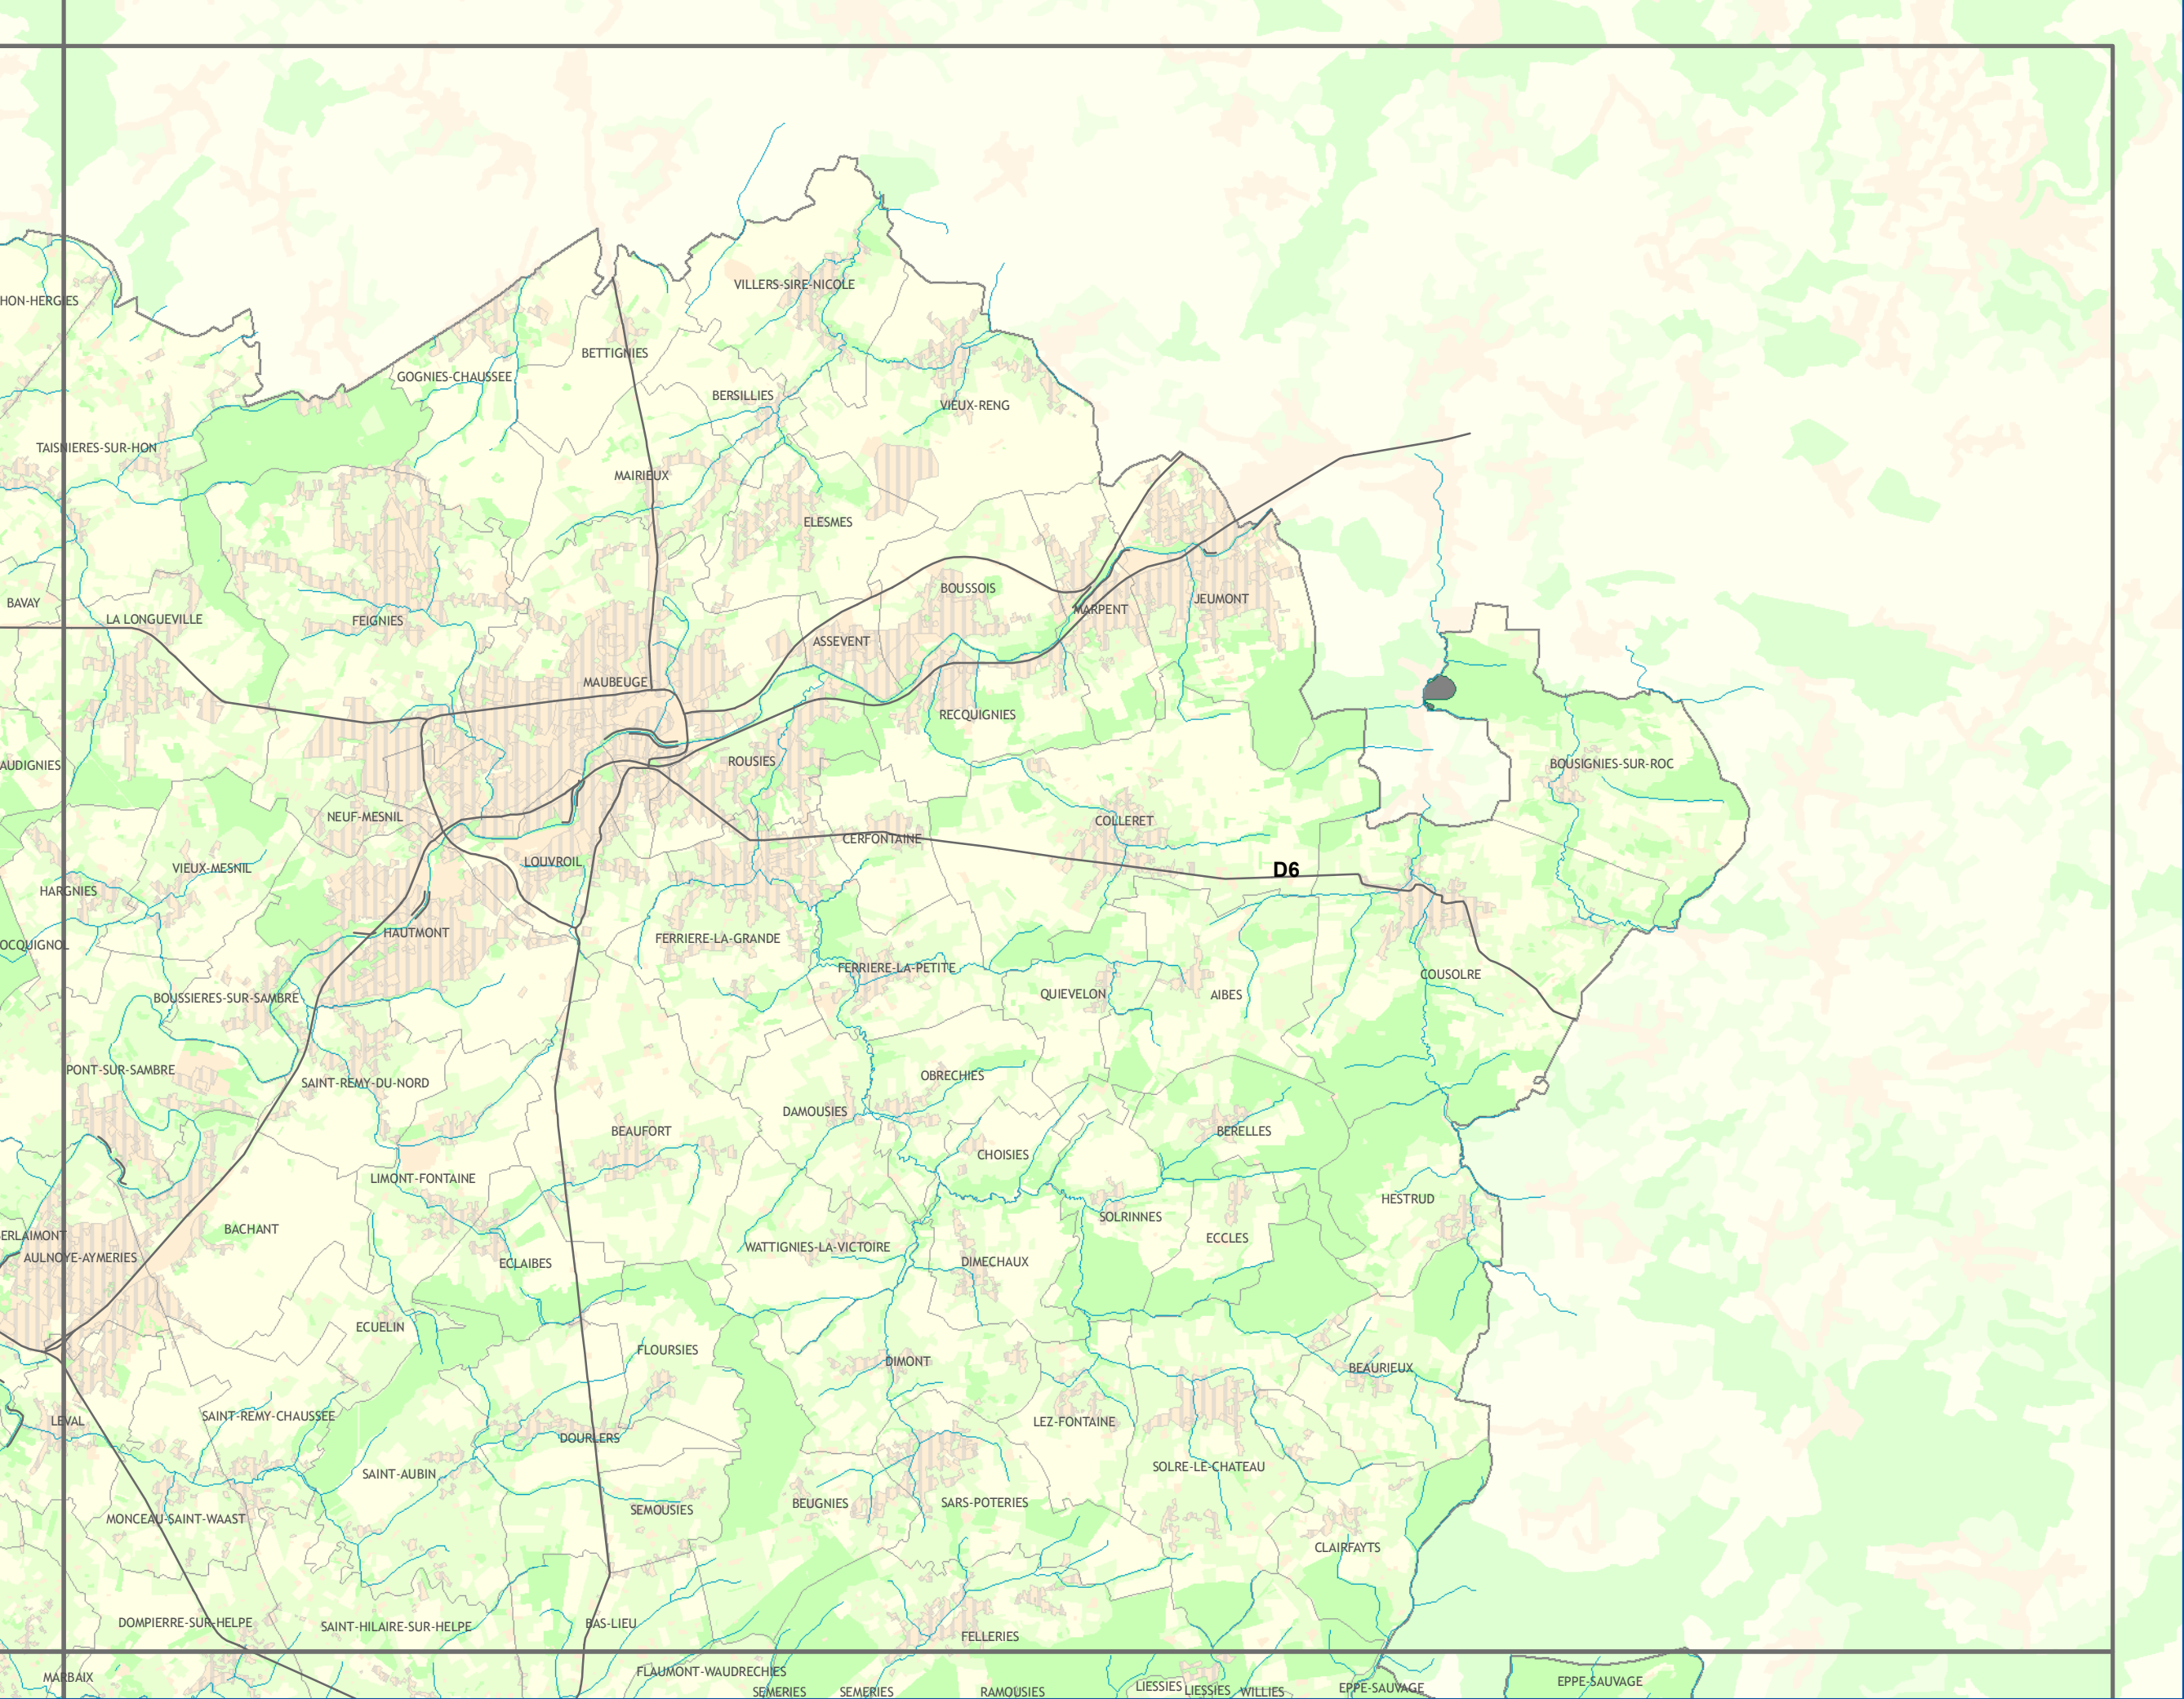 VILLERS-SIRE-NICOLE
HON-HERGIES
BETTIGNIES
GOGNIES-CHAUSSEE
BERSILLIES
VIEUX-RENG
TAISNIERES-SUR-HON
MAIRIEUX
ELESMES
BOUSSOIS
JEUMONT
BAVAY
MARPENT
LA LONGUEVILLE
FEIGNIES
ASSEVENT
MAUBEUGE
RECQUIGNIES
ROUSIES
BOUSIGNIES-SUR-ROC
AUDIGNIES
NEUF-MESNIL
COLLERET
CERFONTAINE
LOUVROIL
VIEUX-MESNIL
D6
HARGNIES
HAUTMONT
FERRIERE-LA-GRANDE
OCQUIGNOL
FERRIERE-LA-PETITE
COUSOLRE
BOUSSIERES-SUR-SAMBRE
QUIEVELON
AIBES
PONT-SUR-SAMBRE
OBRECHIES
SAINT-REMY-DU-NORD
DAMOUSIES
BEAUFORT
BERELLES
CHOISIES
LIMONT-FONTAINE
HESTRUD
SOLRINNES
BACHANT
ERLAIMONT
ECCLES
WATTIGNIES-LA-VICTOIRE
AULNOYE-AYMERIES
ECLAIBES
DIMECHAUX
ECUELIN
FLOURSIES
DIMONT
BEAURIEUX
SAINT-REMY-CHAUSSEE
LEVAL
LEZ-FONTAINE
DOURLERS
SOLRE-LE-CHATEAU
SAINT-AUBIN
BEUGNIES
SARS-POTERIES
SEMOUSIES
MONCEAU-SAINT-WAAST
CLAIRFAYTS
DOMPIERRE-SUR-HELPE
BAS-LIEU
SAINT-HILAIRE-SUR-HELPE
FELLERIES
FLAUMONT-WAUDRECHIES
MARBAIX
EPPE-SAUVAGE
LIESSIES
EPPE-SAUVAGE
LIESSIES
WILLIES
SEMERIES
SEMERIES
RAMOUSIES